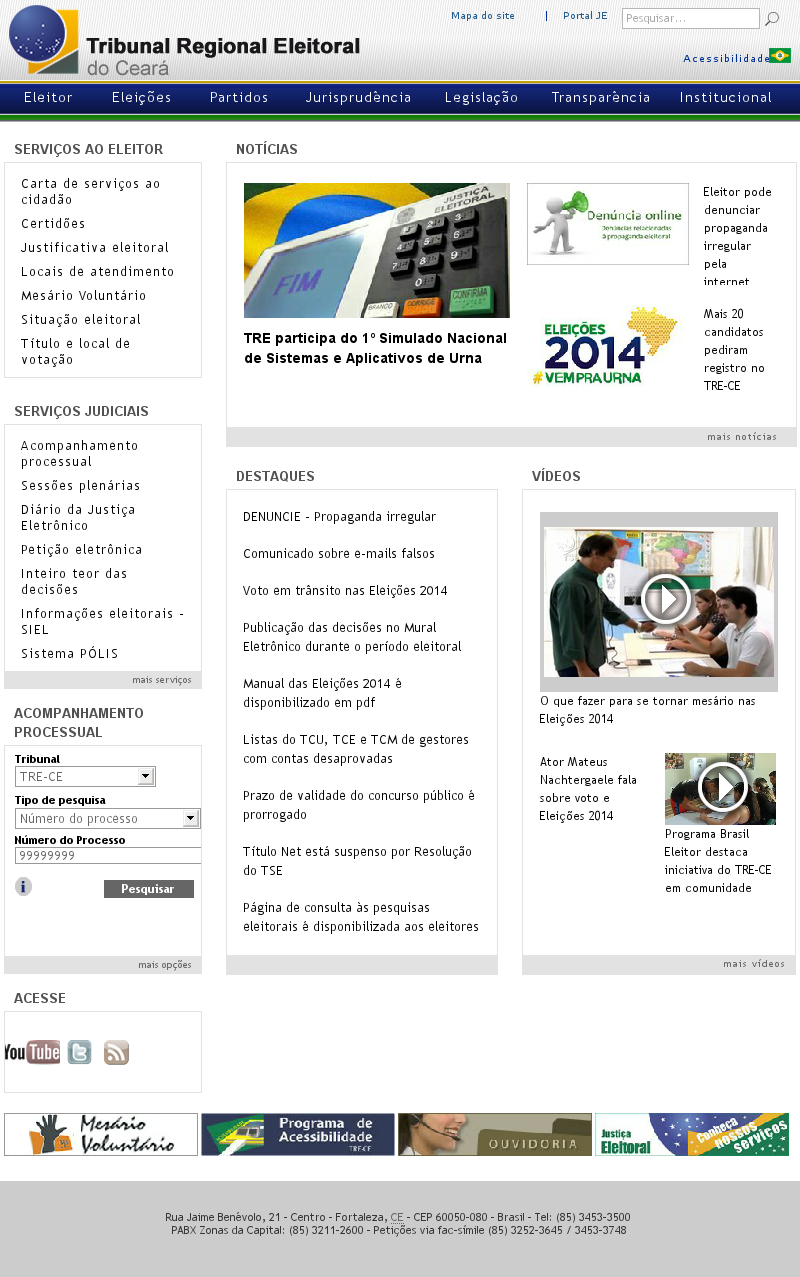 Mapa do site
Portal JE
Pesquisar...
Tribunal Regional Eleitoral
do Ceará
Acessibilidade
Eleitor
Eleições
Partidos
Jurisprudência
Legislação
Transparência
Institucional
SERVIÇOS AO ELEITOR
Carta de serviços ao
cidadão
Certidões
Justificativa eleitoral
Locais de atendimento
Mesário Voluntário
Situação eleitoral
Título e local de
votação
SERVIÇOS JUDICIAIS
Acompanhamento
processual
Sessões plenárias
Diário da Justiça
Eletrônico
Petição eletrônica
Inteiro teor das
decisões
Informações eleitorais -
SIEL
Sistema PÓLIS
mais serviços
ACOMPANHAMENTO
PROCESSUAL
Tribunal
TRE-CE
Tipo de pesquisa
Número do processo
Número do Processo
99999999
Pesquisar
mais opções
ACESSE
You Tube
NOTÍCIAS
JUSTIÇA
ELEITORAL
FIM
BRANCO
CORRIGE
CONFIRMA
TRE participa do 1º Simulado Nacional
de Sistemas e Aplicativos de Urna
Denúncia online
Denúncias relacionadas
à propaganda eleitoral
Eleitor pode
denunciar
propaganda
irregular
pela
internet
ELEIÇÕES
2014
#VEMPRAURNA
Mais 20
candidatos
pediram
registro no
TRE-CE
mais notícias
DESTAQUES
DENUNCIE - Propaganda irregular
Comunicado sobre e-mails falsos
Voto em trânsito nas Eleições 2014
Publicação das decisões no Mural
Eletrônico durante o período eleitoral
Manual das Eleições 2014 é
disponibilizado em pdf
Listas do TCU, TCE e TCM de gestores
com contas desaprovadas
Prazo de validade do concurso público é
prorrogado
Título Net está suspenso por Resolução
do TSE
Página de consulta às pesquisas
eleitorais é disponibilizada aos eleitores
VÍDEOS
O que fazer para se tornar mesário nas
Eleições 2014
Ator Mateus
Nachtergaele fala
sobre voto e
Eleições 2014
Programa Brasil
Eleitor destaca
iniciativa do TRE-CE
em comunidade
mais vídeos
Mesário
Voluntário
Programa de
Acessibilidade
TRE-CE
OUVIDORIA
Justiça
Eleitoral
Conheça
nossos
serviços
Rua Jaime Benévolo, 21 - Centro - Fortaleza, CE - CEP 60050-080 - Brasil - Tel: (85) 3453-3500
PABX Zonas da Capital: (85) 3211-2600 - Petições via fac-símile (85) 3252-3645 / 3453-3748